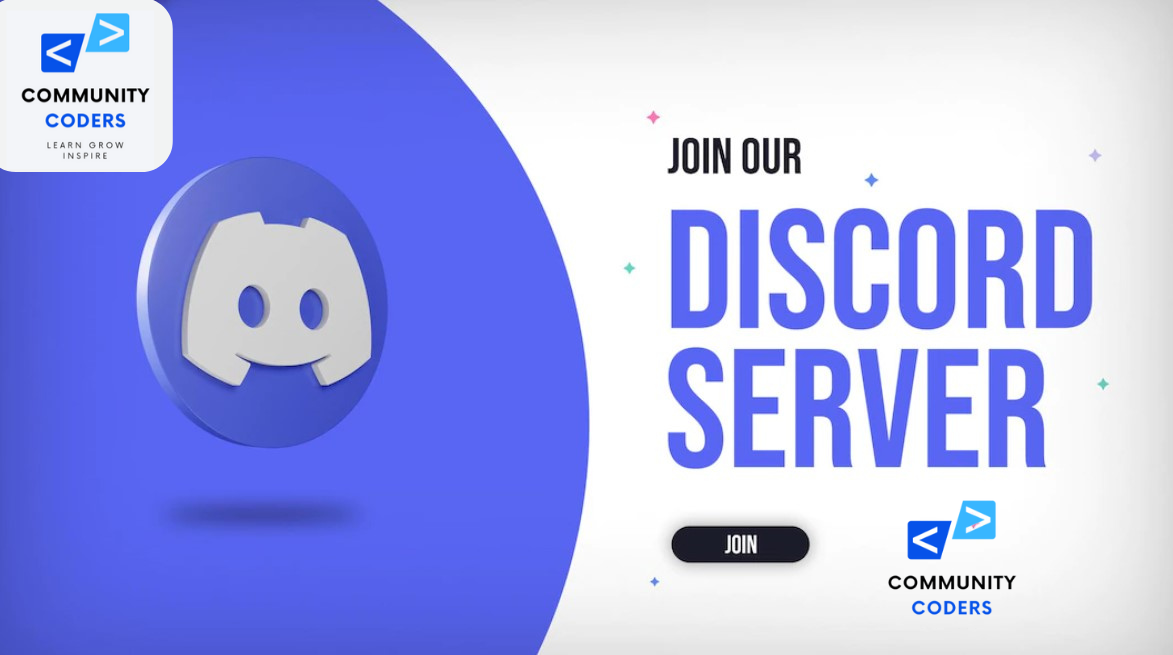 COMMUNITY
CODERS
LEARN GROW
INSPIRE
JOIN OUR
DISCORD
SERVER
JOIN
COMMUNITY
CODERS